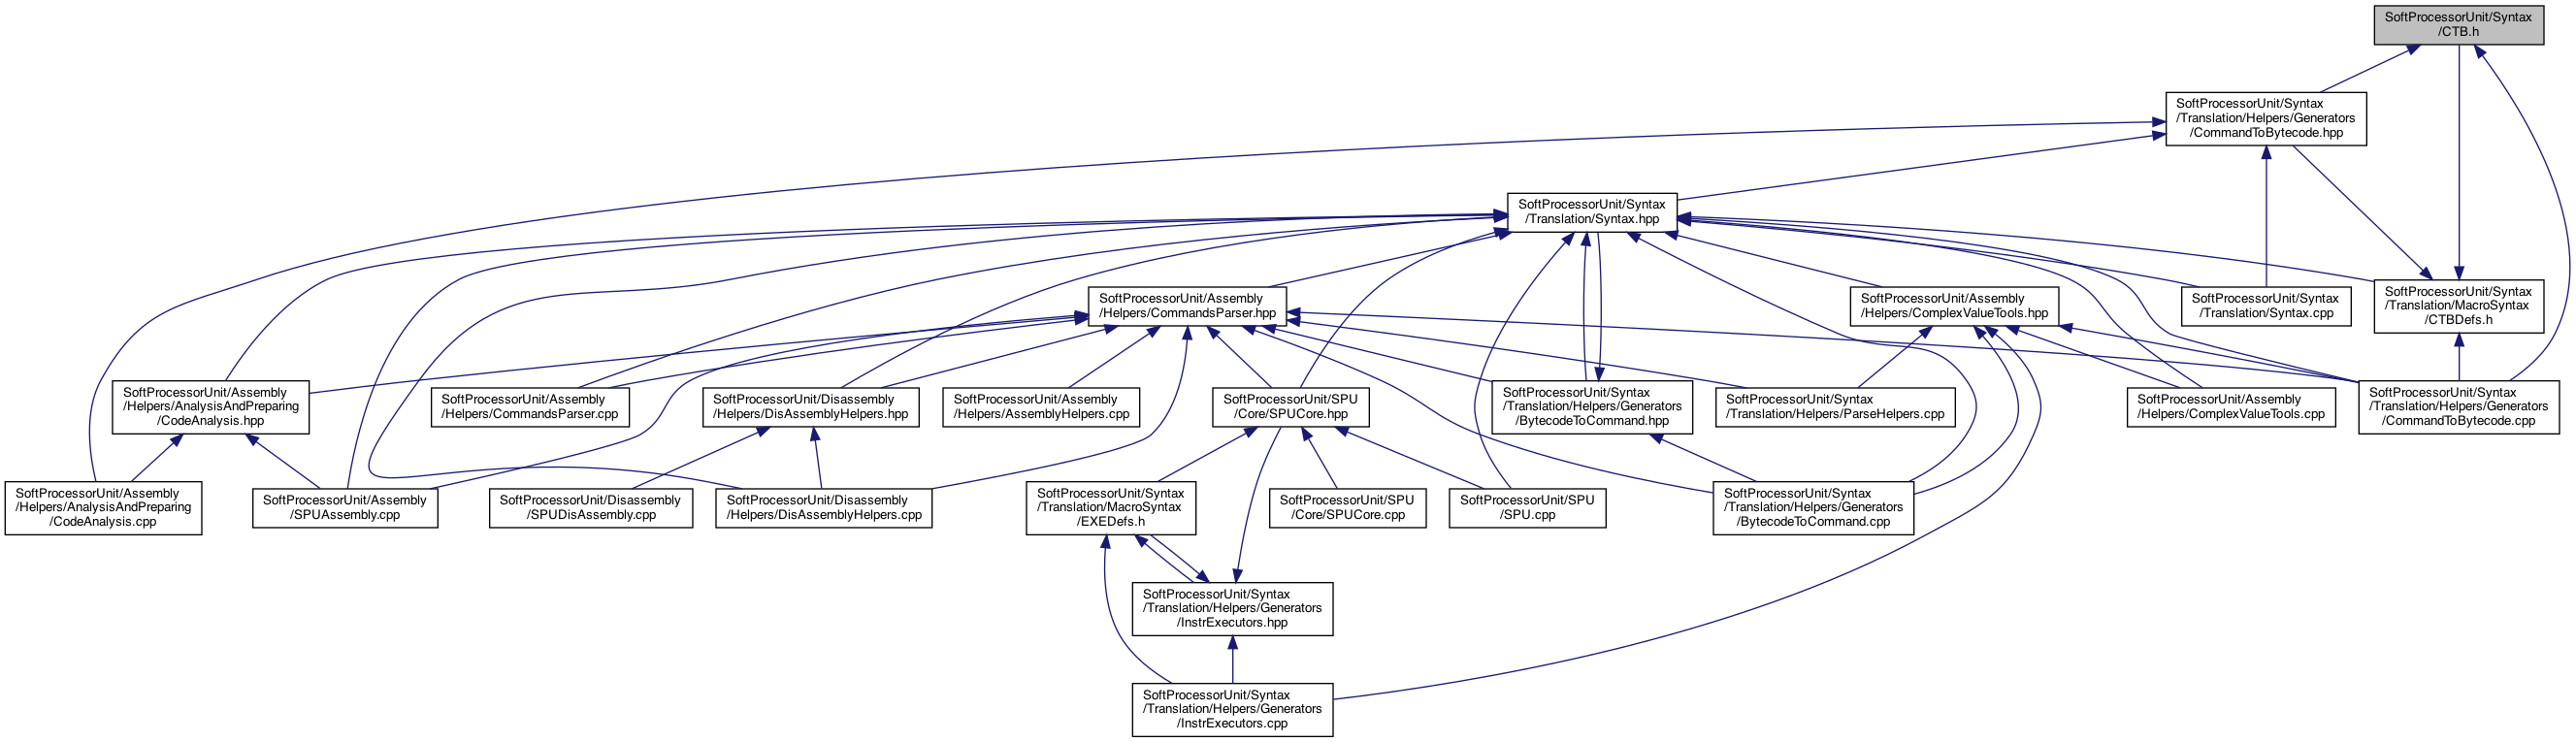 SoftProcessorUnit/Syntax
/CTB.h
SoftProcessorUnit/Syntax
/Translation/Helpers/Generators
/CommandToBytecode.hpp
SoftProcessorUnit/Syntax
/Translation/Syntax.hpp
SoftProcessorUnit/Assembly
/Helpers/CommandsParser.hpp
SoftProcessorUnit/Assembly
/Helpers/ComplexValueTools.hpp
SoftProcessorUnit/Syntax
/Translation/Syntax.cpp
SoftProcessorUnit/Syntax
/Translation/MacroSyntax
/CTBDefs.h
SoftProcessorUnit/Assembly
/Helpers/AnalysisAndPreparing
/CodeAnalysis.hpp
SoftProcessorUnit/Assembly
/Helpers/CommandsParser.cpp
SoftProcessorUnit/Disassembly
/Helpers/DisAssemblyHelpers.hpp
SoftProcessorUnit/Assembly
/Helpers/AssemblyHelpers.cpp
SoftProcessorUnit/SPU
/Core/SPUCore.hpp
SoftProcessorUnit/Syntax
/Translation/Helpers/Generators
/BytecodeToCommand.hpp
SoftProcessorUnit/Syntax
/Translation/Helpers/ParseHelpers.cpp
SoftProcessorUnit/Assembly
/Helpers/ComplexValueTools.cpp
SoftProcessorUnit/Syntax
/Translation/Helpers/Generators
/CommandToBytecode.cpp
SoftProcessorUnit/Assembly
/Helpers/AnalysisAndPreparing
/CodeAnalysis.cpp
SoftProcessorUnit/Assembly
/SPUAssembly.cpp
SoftProcessorUnit/Disassembly
/SPUDisAssembly.cpp
SoftProcessorUnit/Disassembly
/Helpers/DisAssemblyHelpers.cpp
SoftProcessorUnit/Syntax
/Translation/MacroSyntax
/EXEDefs.h
SoftProcessorUnit/SPU
/Core/SPUCore.cpp
SoftProcessorUnit/SPU
/SPU.cpp
SoftProcessorUnit/Syntax
/Translation/Helpers/Generators
/BytecodeToCommand.cpp
SoftProcessorUnit/Syntax
/Translation/Helpers/Generators
/InstrExecutors.hpp
SoftProcessorUnit/Syntax
/Translation/Helpers/Generators
/InstrExecutors.cpp